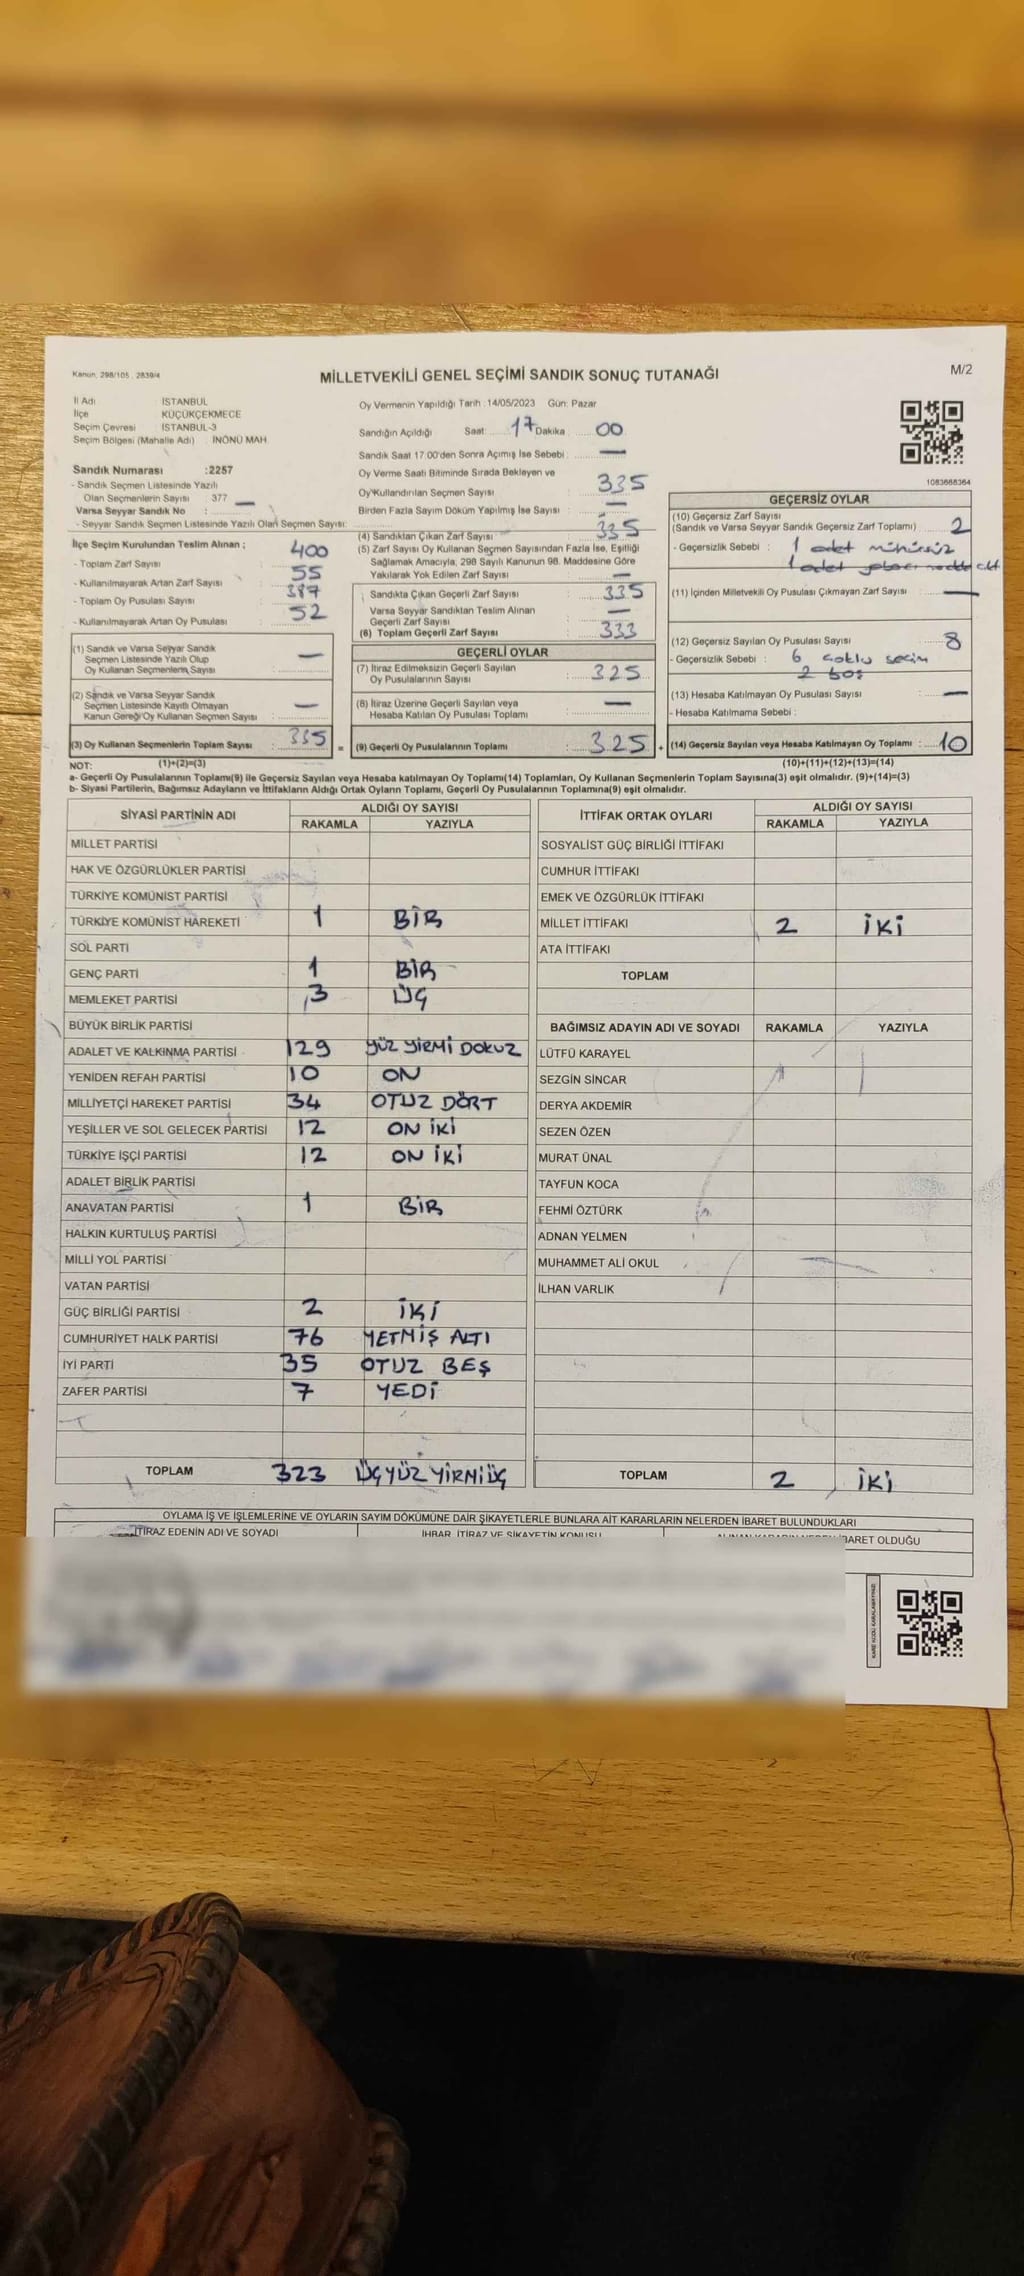 Kanun. 298/105 , 2839/4
MİLLETVEKİLİ GENEL SEÇİMİ SANDIK SONUÇ TUTANAĞI
M/2
İl Adı : İSTANBUL
İlçe : KÜÇÜKÇEKMECE
Seçim Çevresi : İSTANBUL-3
Seçim Bölgesi (Mahalle Adı) : İNÖNÜ MAH.
Sandık Numarası :2257
- Sandık Seçmen Listesinde Yazılı
Olan Seçmenlerin Sayısı : 377 —
Varsa Seyyar Sandık No :
- Seyyar Sandık Seçmen Listesinde Yazılı Olan Seçmen Sayısı:
İlçe Seçim Kurulundan Teslim Alınan ;
- Toplam Zarf Sayısı : 400
- Kullanılmayarak Artan Zarf Sayısı : 55
- Toplam Oy Pusulası Sayısı : 387
- Kullanılmayarak Artan Oy Pusulası : 52
(1) Sandık ve Varsa Seyyar Sandık
Seçmen Listesinde Yazılı Olup
Oy Kullanan Seçmenlerin Sayısı : —
(2) Sandık ve Varsa Seyyar Sandık
Seçmen Listesinde Kayıtlı Olmayan
Kanun Gereği Oy Kullanan Seçmen Sayısı : —
(3) Oy Kullanan Seçmenlerin Toplam Sayısı : 335 =
Oy Vermenin Yapıldığı Tarih :14/05/2023 Gün: Pazar
Sandığın Açıldığı Saat: 17 Dakika : 00
Sandık Saat 17:00'den Sonra Açımış İse Sebebi : —
Oy Verme Saati Bitiminde Sırada Bekleyen ve
Oy Kullandırılan Seçmen Sayısı : 335
Birden Fazla Sayım Döküm Yapılmış İse Sayısı : —
(4) Sandıktan Çıkan Zarf Sayısı : 335
(5) Zarf Sayısı Oy Kullanan Seçmen Sayısından Fazla İse, Eşitliği
Sağlamak Amacıyla, 298 Sayılı Kanunun 98. Maddesine Göre
Yakılarak Yok Edilen Zarf Sayısı : —
Sandıkta Çıkan Geçerli Zarf Sayısı : 335
Varsa Seyyar Sandıktan Teslim Alınan
Geçerli Zarf Sayısı : —
(6) Toplam Geçerli Zarf Sayısı : 333
GEÇERLİ OYLAR
(7) İtiraz Edilmeksizin Geçerli Sayılan
Oy Pusulalarının Sayısı : 325
(8) İtiraz Üzerine Geçerli Sayılan veya
Hesaba Katılan Oy Pusulası Toplamı : —
(9) Geçerli Oy Pusulalarının Toplamı : 325 +
1083668364
GEÇERSİZ OYLAR
(10) Geçersiz Zarf Sayısı
(Sandık ve Varsa Seyyar Sandık Geçersiz Zarf Toplamı) : 2
- Geçersizlik Sebebi : 1 adet mühürsüz
1 adet
(11) İçinden Milletvekili Oy Pusulası Çıkmayan Zarf Sayısı : —
(12) Geçersiz Sayılan Oy Pusulası Sayısı : 8
- Geçersizlik Sebebi : 6 çoklu seçim
2 boş
(13) Hesaba Katılmayan Oy Pusulası Sayısı : —
- Hesaba Katılmama Sebebi :
(14) Geçersiz Sayılan veya Hesaba Katılmayan Oy Toplamı : 10
NOT: (1)+(2)=(3) (10)+(11)+(12)+(13)=(14)
a- Geçerli Oy Pusulalarının Toplamı(9) ile Geçersiz Sayılan veya Hesaba katılmayan Oy Toplamı(14) Toplamları, Oy Kullanan Seçmenlerin Toplam Sayısına(3) eşit olmalıdır. (9)+(14)=(3)
b- Siyasi Partilerin, Bağımsız Adayların ve İttifakların Aldığı Ortak Oyların Toplamı, Geçerli Oy Pusulalarının Toplamına(9) eşit olmalıdır.
SİYASİ PARTİNİN ADI ALDIĞI OY SAYISI
RAKAMLA YAZIYLA
MİLLET PARTİSİ
HAK VE ÖZGÜRLÜKLER PARTİSİ
TÜRKİYE KOMÜNİST PARTİSİ
TÜRKİYE KOMÜNİST HAREKETİ 1 BİR
SOL PARTİ
GENÇ PARTİ 1 BİR
MEMLEKET PARTİSİ 3 ÜÇ
BÜYÜK BİRLİK PARTİSİ
ADALET VE KALKINMA PARTİSİ 129 YÜZ YİRMİ DOKUZ
YENİDEN REFAH PARTİSİ 10 ON
MİLLİYETÇİ HAREKET PARTİSİ 34 OTUZ DÖRT
YEŞİLLER VE SOL GELECEK PARTİSİ 12 ON İKİ
TÜRKİYE İŞÇİ PARTİSİ 12 ON İKİ
ADALET BİRLİK PARTİSİ
ANAVATAN PARTİSİ 1 BİR
HALKIN KURTULUŞ PARTİSİ
MİLLİ YOL PARTİSİ
VATAN PARTİSİ
GÜÇ BİRLİĞİ PARTİSİ 2 İKİ
CUMHURİYET HALK PARTİSİ 76 YETMİŞ ALTI
İYİ PARTİ 35 OTUZ BEŞ
ZAFER PARTİSİ 7 YEDİ
TOPLAM 323 ÜÇYÜZ YİRMİ ÜÇ
İTTİFAK ORTAK OYLARI ALDIĞI OY SAYISI
RAKAMLA YAZIYLA
SOSYALİST GÜÇ BİRLİĞİ İTTİFAKI
CUMHUR İTTİFAKI
EMEK VE ÖZGÜRLÜK İTTİFAKI
MİLLET İTTİFAKI 2 İKİ
ATA İTTİFAKI
TOPLAM
BAĞIMSIZ ADAYIN ADI VE SOYADI RAKAMLA YAZIYLA
LÜTFÜ KARAYEL
SEZGİN SİNCAR
DERYA AKDEMİR
SEZEN ÖZEN
MURAT ÜNAL
TAYFUN KOCA
FEHMİ ÖZTÜRK
ADNAN YELMEN
MUHAMMET ALİ OKUL
İLHAN VARLIK
TOPLAM 2 İKİ
OYLAMA İŞ VE İŞLEMLERİNE VE OYLARIN SAYIM DÖKÜMÜNE DAİR ŞİKAYETLERLE BUNLARA AİT KARARLARIN NELERDEN İBARET BULUNDUKLARI
İTİRAZ EDENİN ADI VE SOYADI İHBAR, İTİRAZ VE ŞİKAYETİN KONUSU ALINAN KARARIN NEDEN İBARET OLDUĞU